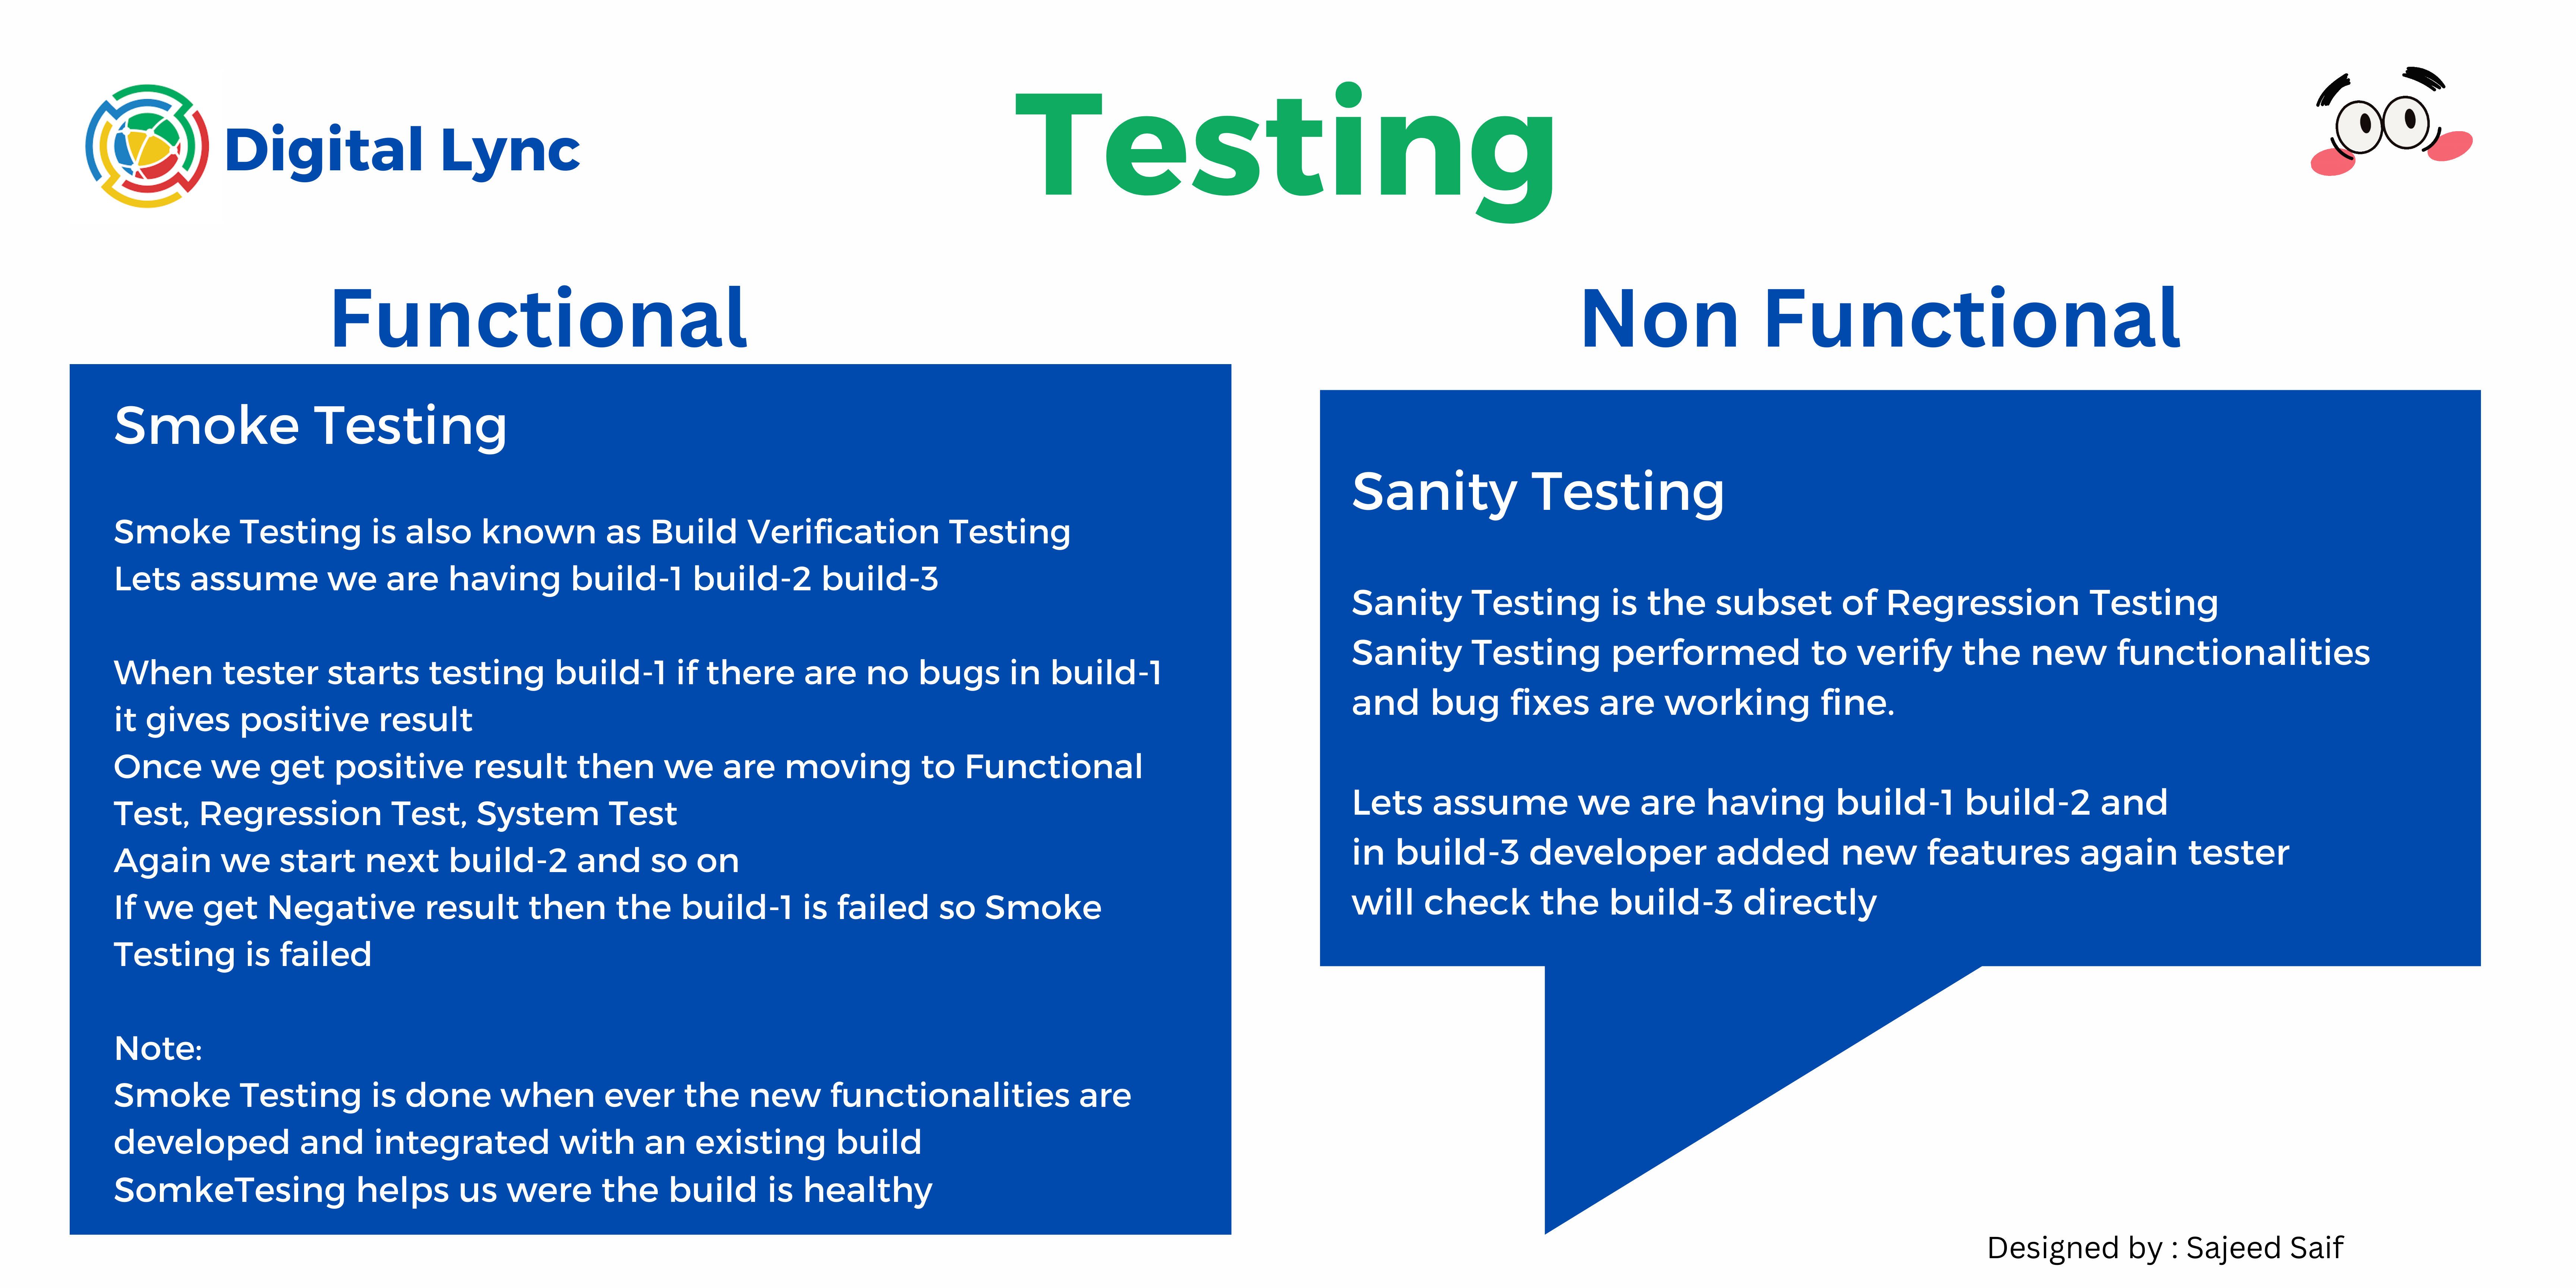 Digital Lync
Testing
Functional
Smoke Testing
Smoke Testing is also known as Build Verification Testing
Lets assume we are having build-1 build-2 build-3
When tester starts testing build-1 if there are no bugs in build-1
it gives positive result
Once we get positive result then we are moving to Functional
Test, Regression Test, System Test
Again we start next build-2 and so on
If we get Negative result then the build-1 is failed so Smoke
Testing is failed
Note:
Smoke Testing is done when ever the new functionalities are
developed and integrated with an existing build
SomkeTesing helps us were the build is healthy
Non Functional
Sanity Testing
Sanity Testing is the subset of Regression Testing
Sanity Testing performed to verify the new functionalities
and bug fixes are working fine.
Lets assume we are having build-1 build-2 and
in build-3 developer added new features again tester
will check the build-3 directly
Designed by : Sajeed Saif